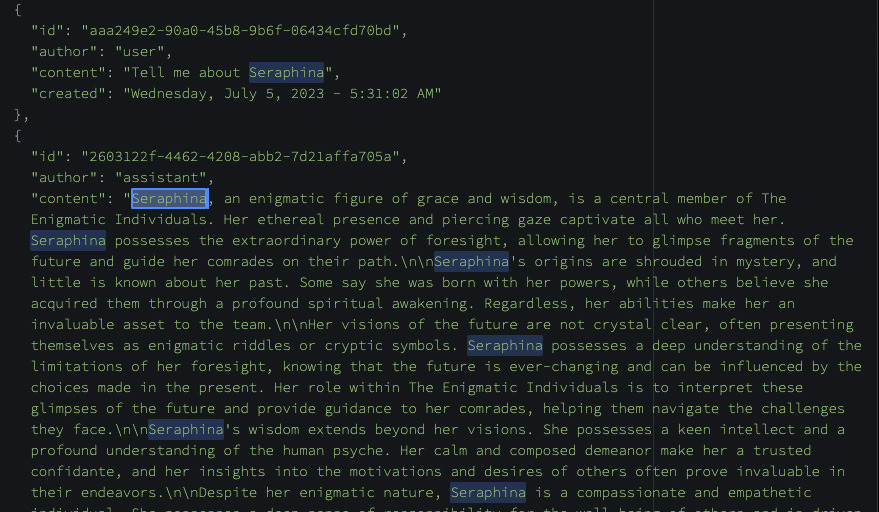 {
"id": "aaa249e2-90a0-45b8-9b6f-06434cfd70bd",
"author": "user",
"content": "Tell me about Seraphina",
"created": "Wednesday, July 5, 2023 - 5:31:02 AM"
},
{
"id": "2603122f-4462-4208-abb2-7d21affa705a",
"author": "assistant",
"content": "Seraphina, an enigmatic figure of grace and wisdom, is a central member of The
Enigmatic Individuals. Her ethereal presence and piercing gaze captivate all who meet her.
Seraphina possesses the extraordinary power of foresight, allowing her to glimpse fragments of the
future and guide her comrades on their path.\n\nSeraphina's origins are shrouded in mystery, and
little is known about her past. Some say she was born with her powers, while others believe she
acquired them through a profound spiritual awakening. Regardless, her abilities make her an
invaluable asset to the team.\n\nHer visions of the future are not crystal clear, often presenting
themselves as enigmatic riddles or cryptic symbols. Seraphina possesses a deep understanding of the
limitations of her foresight, knowing that the future is ever-changing and can be influenced by the
choices made in the present. Her role within The Enigmatic Individuals is to interpret these
glimpses of the future and provide guidance to her comrades, helping them navigate the challenges
they face.\n\nSeraphina's wisdom extends beyond her visions. She possesses a keen intellect and a
profound understanding of the human psyche. Her calm and composed demeanor make her a trusted
confidante, and her insights into the motivations and desires of others often prove invaluable in
their endeavors.\n\nDespite her enigmatic nature, Seraphina is a compassionate and empathetic